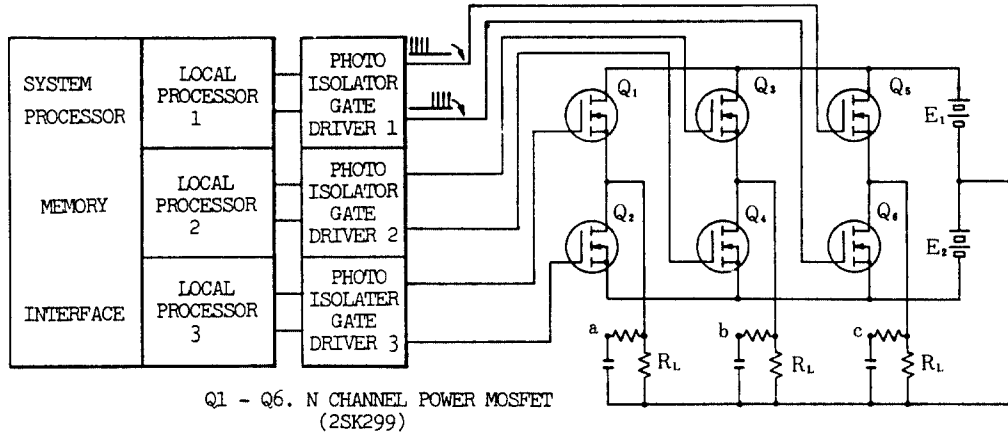 SYSTEM
PROCESSOR
MEMORY
INTERFACE
LOCAL
PROCESSOR
1
LOCAL
PROCESSOR
2
LOCAL
PROCESSOR
3
PHOTO
ISOLATOR
GATE
DRIVER 1
PHOTO
ISOLATOR
GATE
DRIVER 2
PHOTO
ISOLATER
GATE
DRIVER 3
Q1
Q3
Q5
E1
Q2
Q4
Q6
E2
a
RL
b
RL
c
RL
Q1 - Q6. N CHANNEL POWER MOSFET
(2SK299)